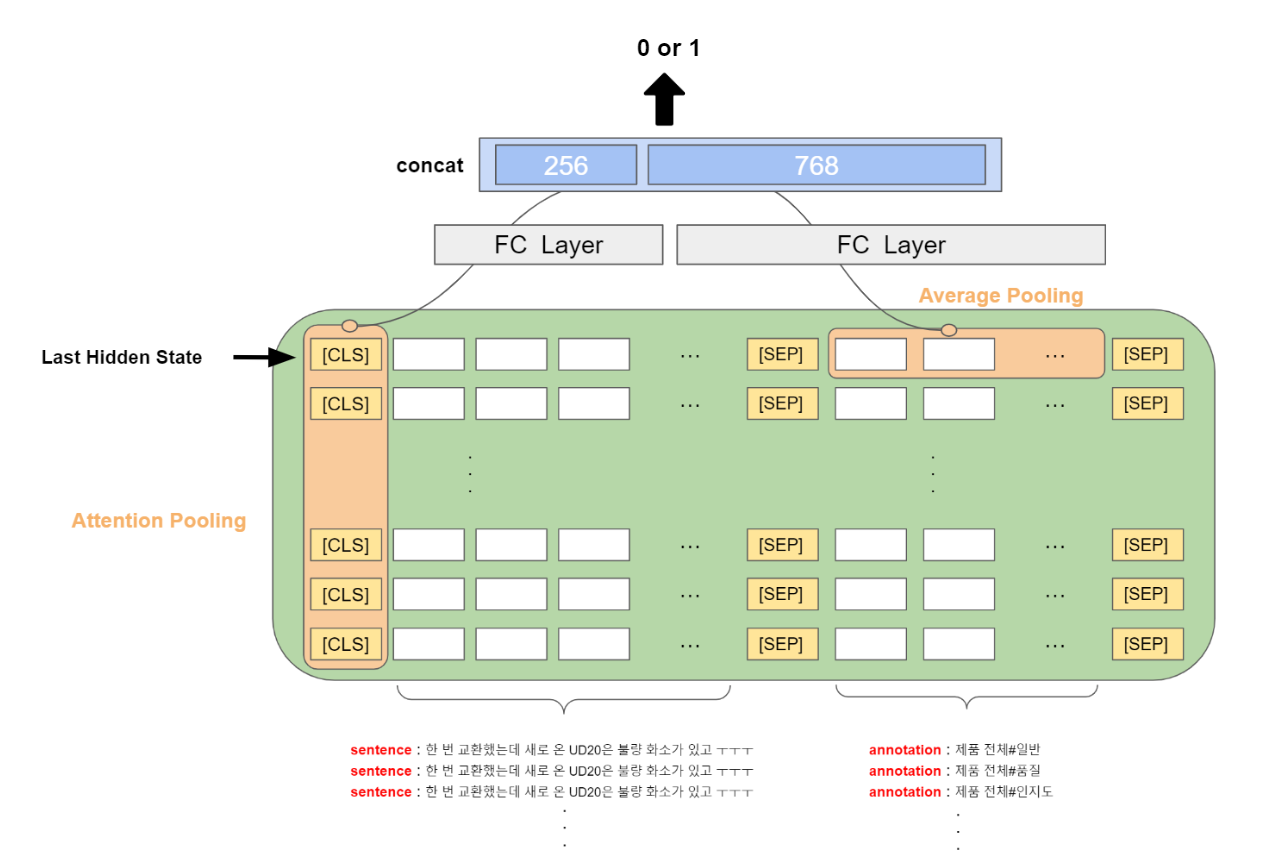 0 or 1
concat
256 768
FC Layer FC Layer
Average Pooling
Last Hidden State
[CLS] ... [SEP] ... [SEP]
[CLS] ... [SEP] ... [SEP]
Attention Pooling
[CLS] ... [SEP] ... [SEP]
[CLS] ... [SEP] ... [SEP]
[CLS] ... [SEP] ... [SEP]
sentence : 한 번 교환했는데 새로 온 UD20은 불량 화소가 있고 ㅜㅜㅜ annotation : 제품 전체#일반
sentence : 한 번 교환했는데 새로 온 UD20은 불량 화소가 있고 ㅜㅜㅜ annotation : 제품 전체#품질
sentence : 한 번 교환했는데 새로 온 UD20은 불량 화소가 있고 ㅜㅜㅜ annotation : 제품 전체#인지도